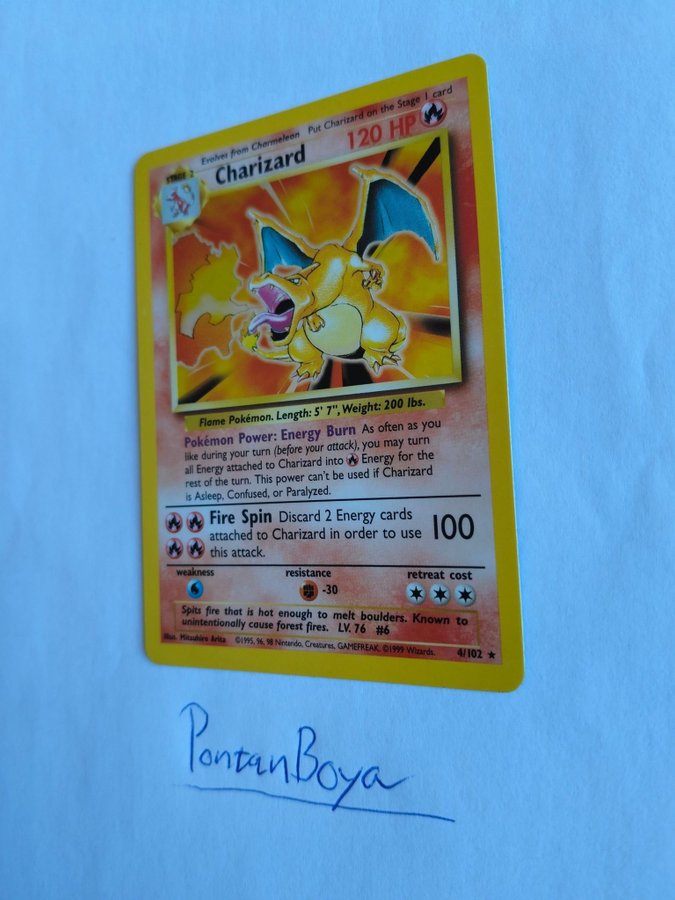 Evolves from Charmeleon Put Charizard on the Stage 1 card
STAGE 2
Charizard 120 HP
Flame Pokémon. Length: 5' 7", Weight: 200 lbs.
Pokémon Power: Energy Burn As often as you
like during your turn (before your attack), you may turn
all Energy attached to Charizard into Energy for the
rest of the turn. This power can't be used if Charizard
is Asleep, Confused, or Paralyzed.
Fire Spin Discard 2 Energy cards
attached to Charizard in order to use 100
this attack.
weakness resistance retreat cost
-30
Spits fire that is hot enough to melt boulders. Known to
unintentionally cause forest fires. LV. 76 #6
Illus. Mitsuhiro Arita ©1995, 96, 98 Nintendo, Creatures, GAMEFREAK. ©1999 Wizards. 4/102 ★
PontanBoya